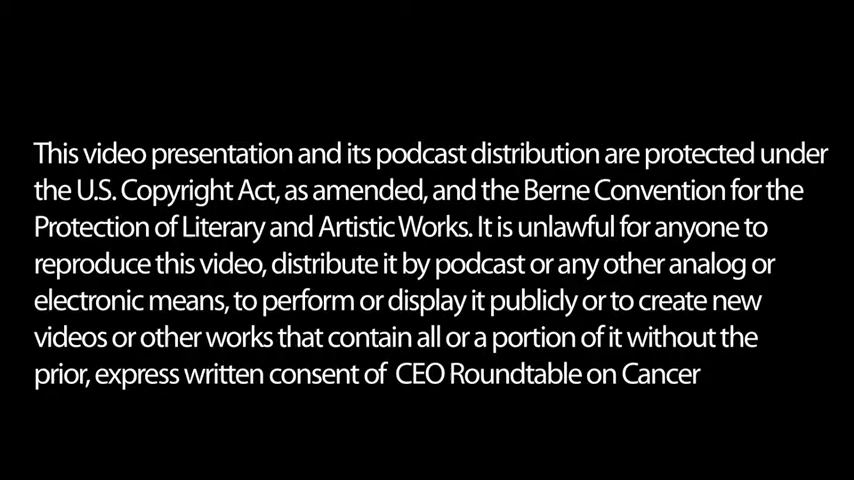 This video presentation and its podcast distribution are protected under
the U.S. Copyright Act, as amended, and the Berne Convention for the
Protection of Literary and Artistic Works. It is unlawful for anyone to
reproduce this video, distribute it by podcast or any other analog or
electronic means, to perform or display it publicly or to create new
videos or other works that contain all or a portion of it without the
prior, express written consent of CEO Roundtable on Cancer